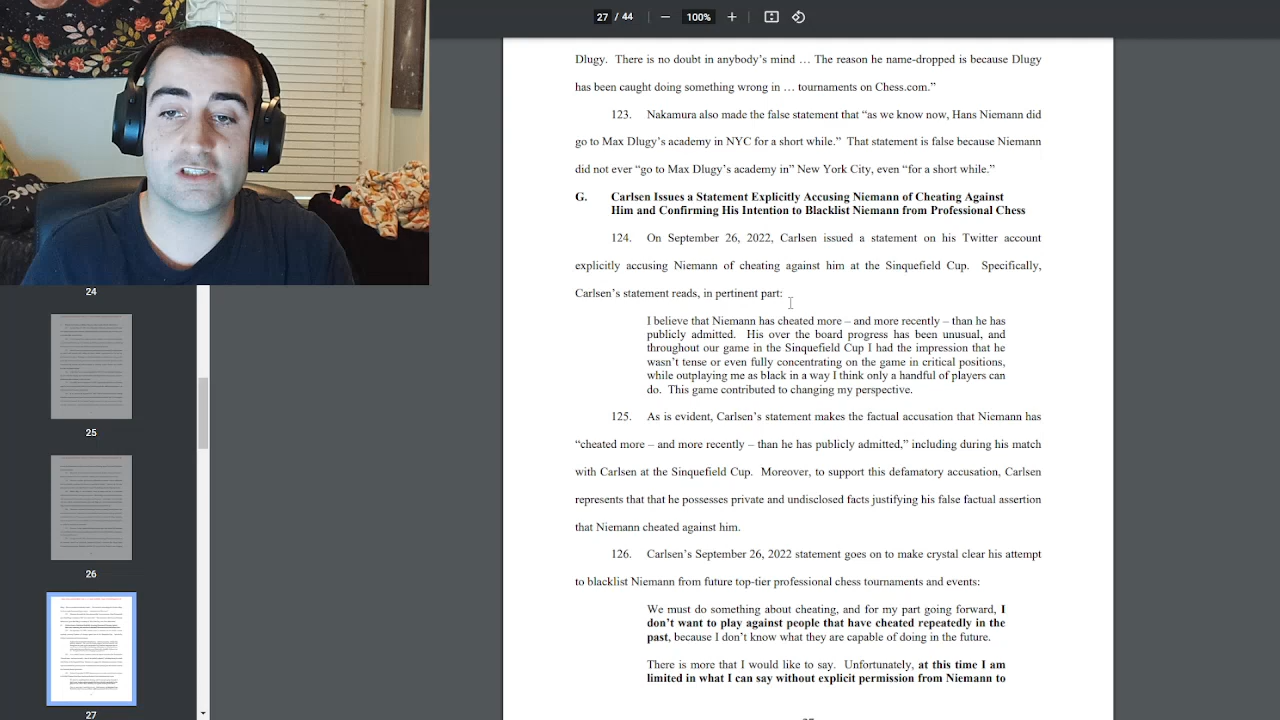 27 / 44
100%
Dlugy. There is no doubt in anybody's mind … The reason he name-dropped is because Dlugy
has been caught doing something wrong in … tournaments on Chess.com."
123. Nakamura also made the false statement that "as we know now, Hans Niemann did
go to Max Dlugy's academy in NYC for a short while." That statement is false because Niemann
did not ever "go to Max Dlugy's academy in" New York City, even "for a short while."
G. Carlsen Issues a Statement Explicitly Accusing Niemann of Cheating Against
Him and Confirming His Intention to Blacklist Niemann from Professional Chess
124. On September 26, 2022, Carlsen issued a statement on his Twitter account
explicitly accusing Niemann of cheating against him at the Sinquefield Cup. Specifically,
Carlsen's statement reads, in pertinent part:
I believe that Niemann has cheated more – and more recently – than he has
publicly admitted. His over the board progress has been unusual, and
throughout our game in the Sinquefield Cup I had the impression that he
wasn't tense or even fully concentrating on the game in critical positions,
while outplaying me as black in a way I think only a handful of players can
do. This game contributed to changing my perspective.
125. As is evident, Carlsen's statement makes the factual accusation that Niemann has
"cheated more – and more recently – than he has publicly admitted," including during his match
with Carlsen at the Sinquefield Cup. Moreover, to support this defamatory accusation, Carlsen
represents that he possesses private and undisclosed facts justifying his false factual assertion
that Niemann cheated against him.
126. Carlsen's September 26, 2022 statement goes on to make crystal clear his attempt
to blacklist Niemann from future top-tier professional chess tournaments and events:
We must do something about cheating, and for my part going forward, I
don't want to play against people that have cheated repeatedly in the
past, because I don't know what they are capable of doing in the future.
There is more that I would like to say. Unfortunately, at this time I am
limited in what I can say without explicit permission from Niemann to
24
25
26
27